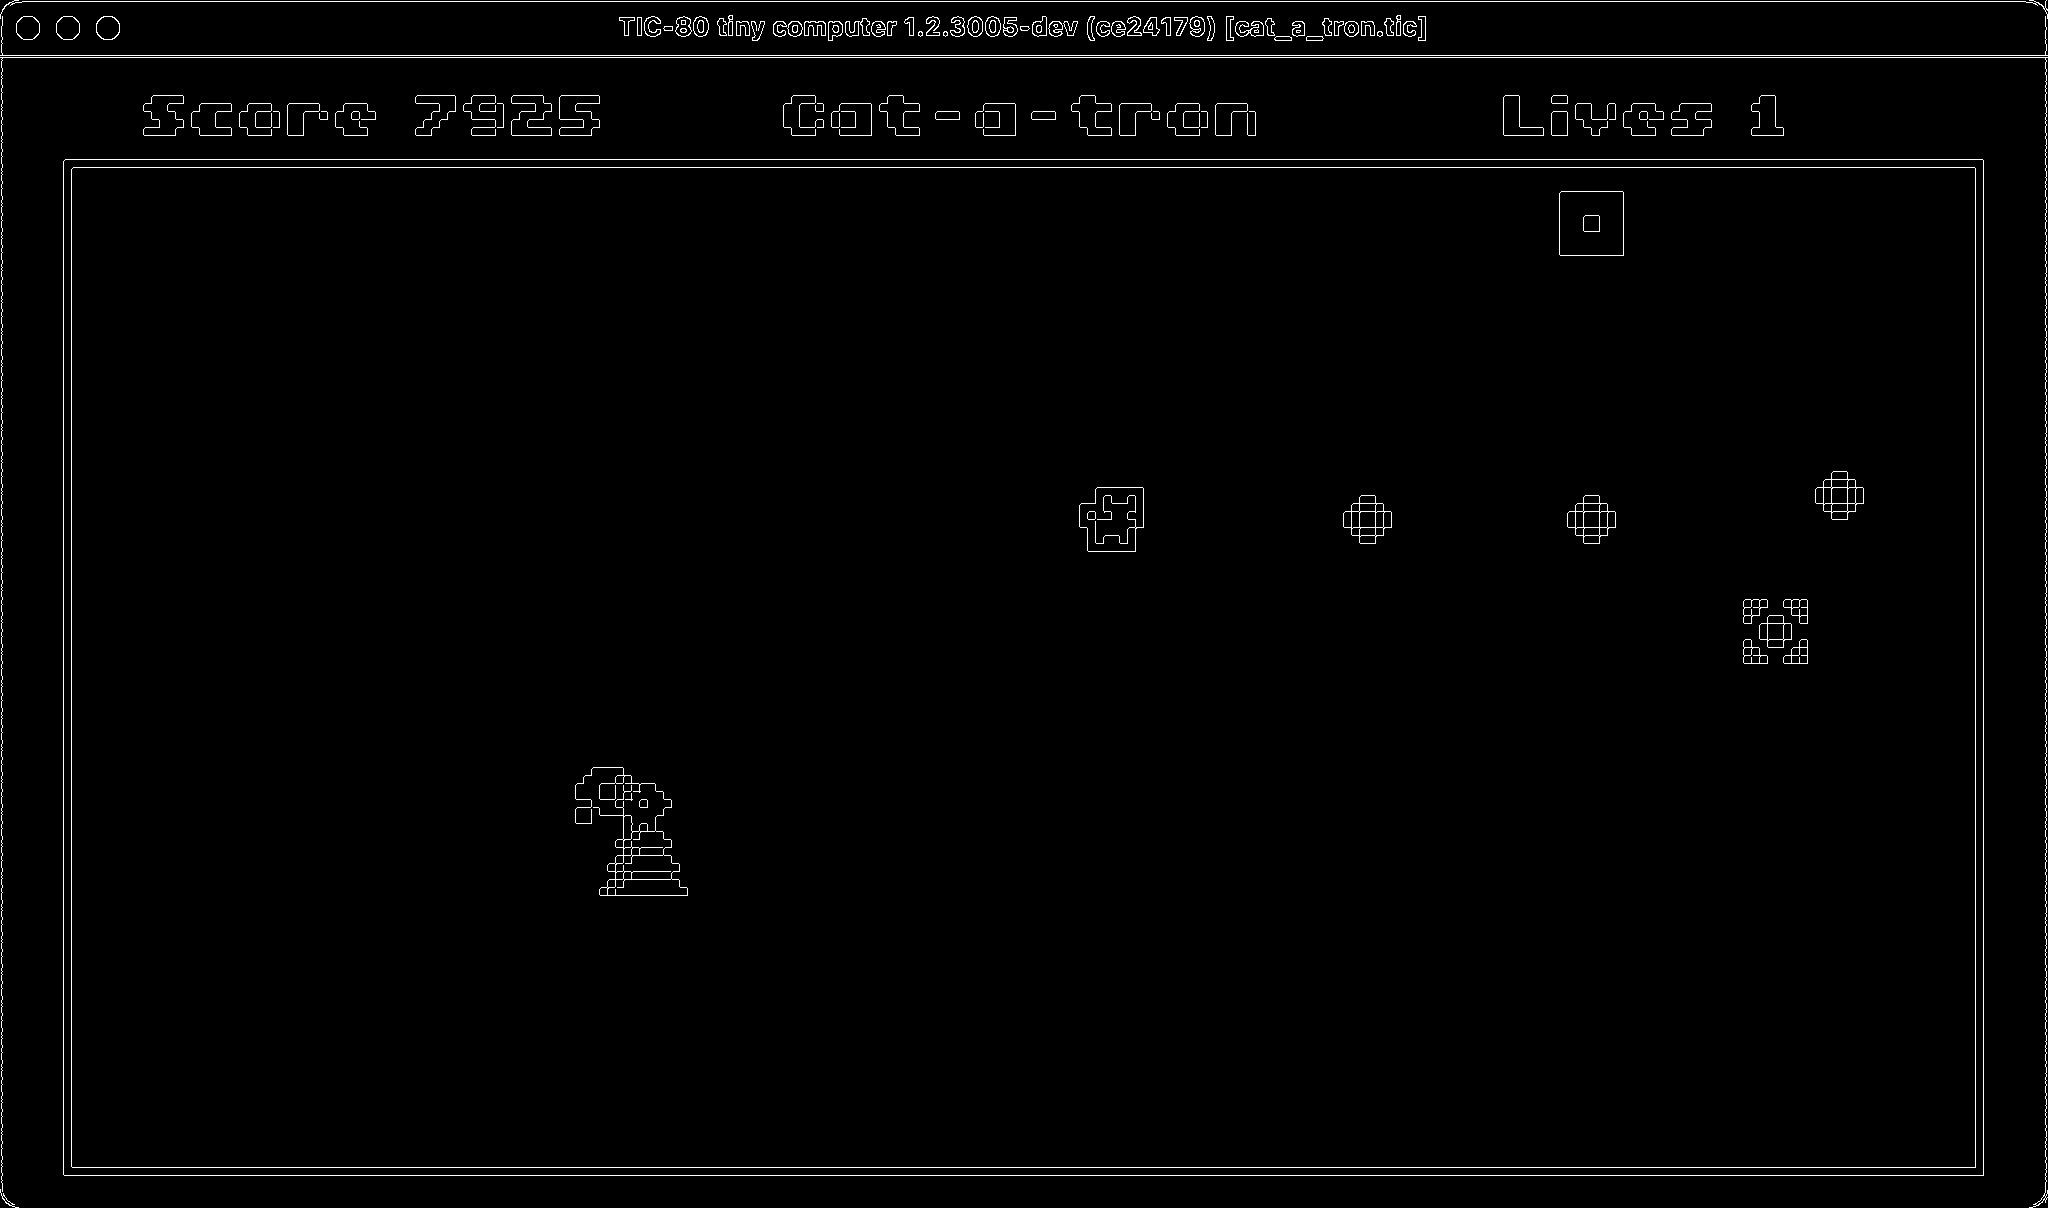 TIC-80 tiny computer 1.2.3005-dev (ce24179) [cat_a_tron.tic]
Score 7925 Cat-a-tron Lives 1